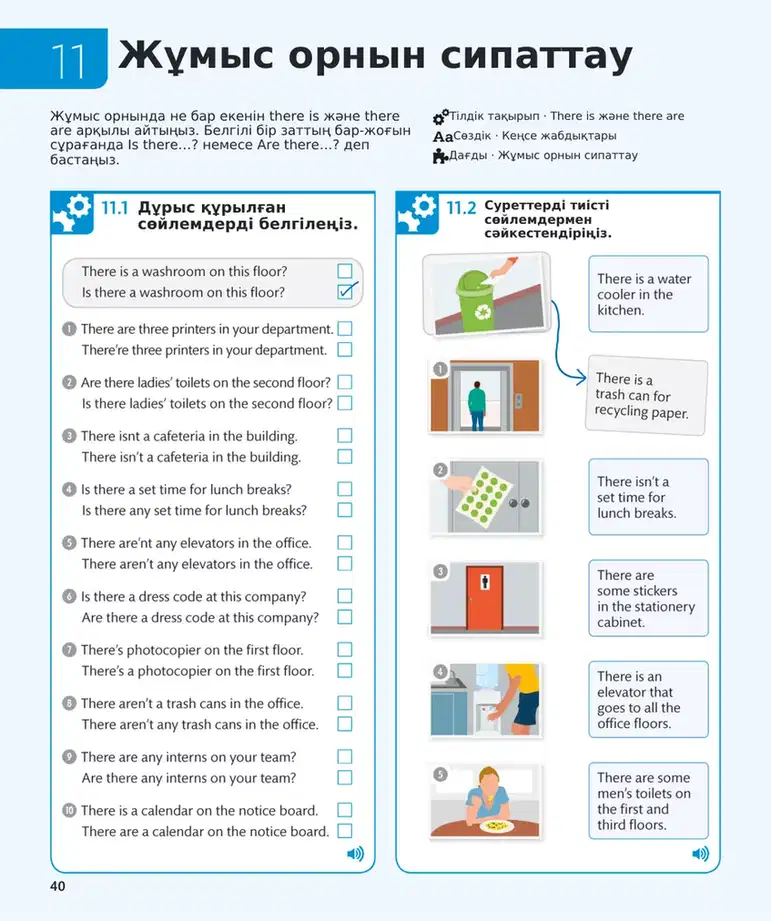 11 Жұмыс орнын сипаттау
Жұмыс орнында не бар екенін there is және there
are арқылы айтыңыз. Белгілі бір заттың бар-жоғын
сұрағанда Is there...? немесе Are there...? деп
бастаңыз.
Тілдік тақырып · There is және there are
Aa Сөздік · Кеңсе жабдықтары
Дағды · Жұмыс орнын сипаттау
11.1 Дұрыс құрылған
сөйлемдерді белгілеңіз.
There is a washroom on this floor?
Is there a washroom on this floor?
1 There are three printers in your department.
There're three printers in your department.
2 Are there ladies' toilets on the second floor?
Is there ladies' toilets on the second floor?
3 There isnt a cafeteria in the building.
There isn't a cafeteria in the building.
4 Is there a set time for lunch breaks?
Is there any set time for lunch breaks?
5 There are'nt any elevators in the office.
There aren't any elevators in the office.
6 Is there a dress code at this company?
Are there a dress code at this company?
7 There's photocopier on the first floor.
There's a photocopier on the first floor.
8 There aren't a trash cans in the office.
There aren't any trash cans in the office.
9 There are any interns on your team?
Are there any interns on your team?
10 There is a calendar on the notice board.
There are a calendar on the notice board.
11.2 Суреттерді тиісті
сөйлемдермен
сәйкестендіріңіз.
There is a water
cooler in the
kitchen.
1
There is a
trash can for
recycling paper.
2
There isn't a
set time for
lunch breaks.
3
There are
some stickers
in the stationery
cabinet.
4
There is an
elevator that
goes to all the
office floors.
5
There are some
men's toilets on
the first and
third floors.
40